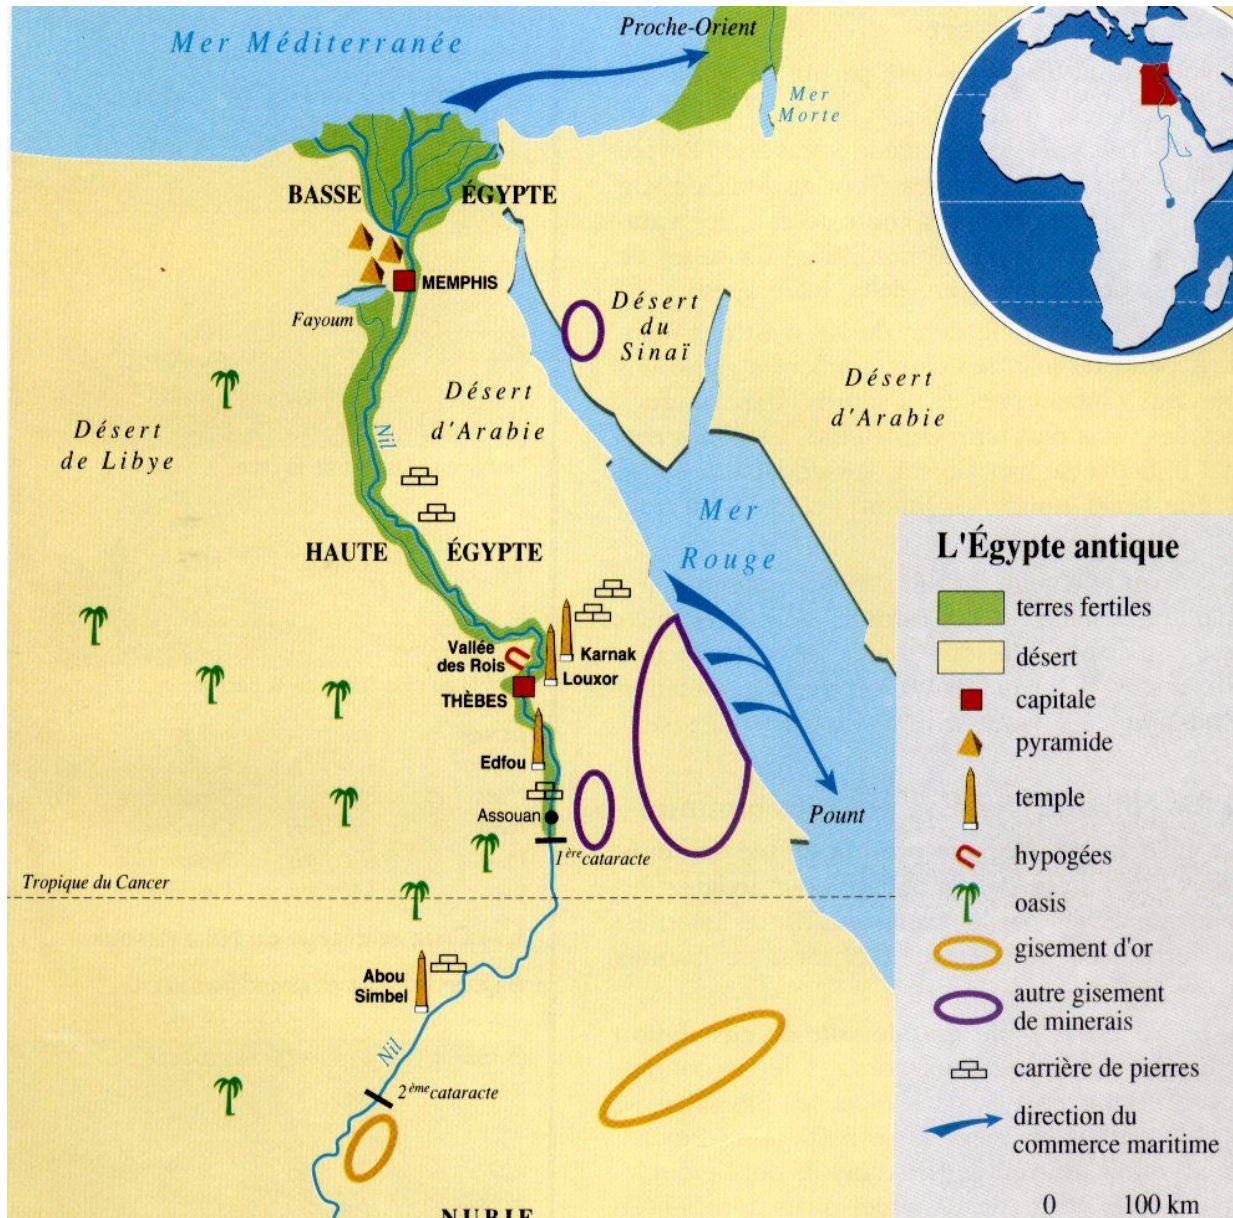 Mer Méditerranée
Proche-Orient
Mer
Morte
BASSE ÉGYPTE
MEMPHIS
Fayoum
Désert
du
Sinaï
Désert
d'Arabie
Désert
d'Arabie
Désert
de Libye
Nil
HAUTE ÉGYPTE
Mer
Rouge
Vallée
des Rois
Karnak
Louxor
THÈBES
Edfou
Assouan
1ère cataracte
Pount
Tropique du Cancer
Abou
Simbel
Nil
2ème cataracte
NUBIE
L'Égypte antique
terres fertiles
désert
capitale
pyramide
temple
hypogées
oasis
gisement d'or
autre gisement
de minerais
carrière de pierres
direction du
commerce maritime
0 100 km